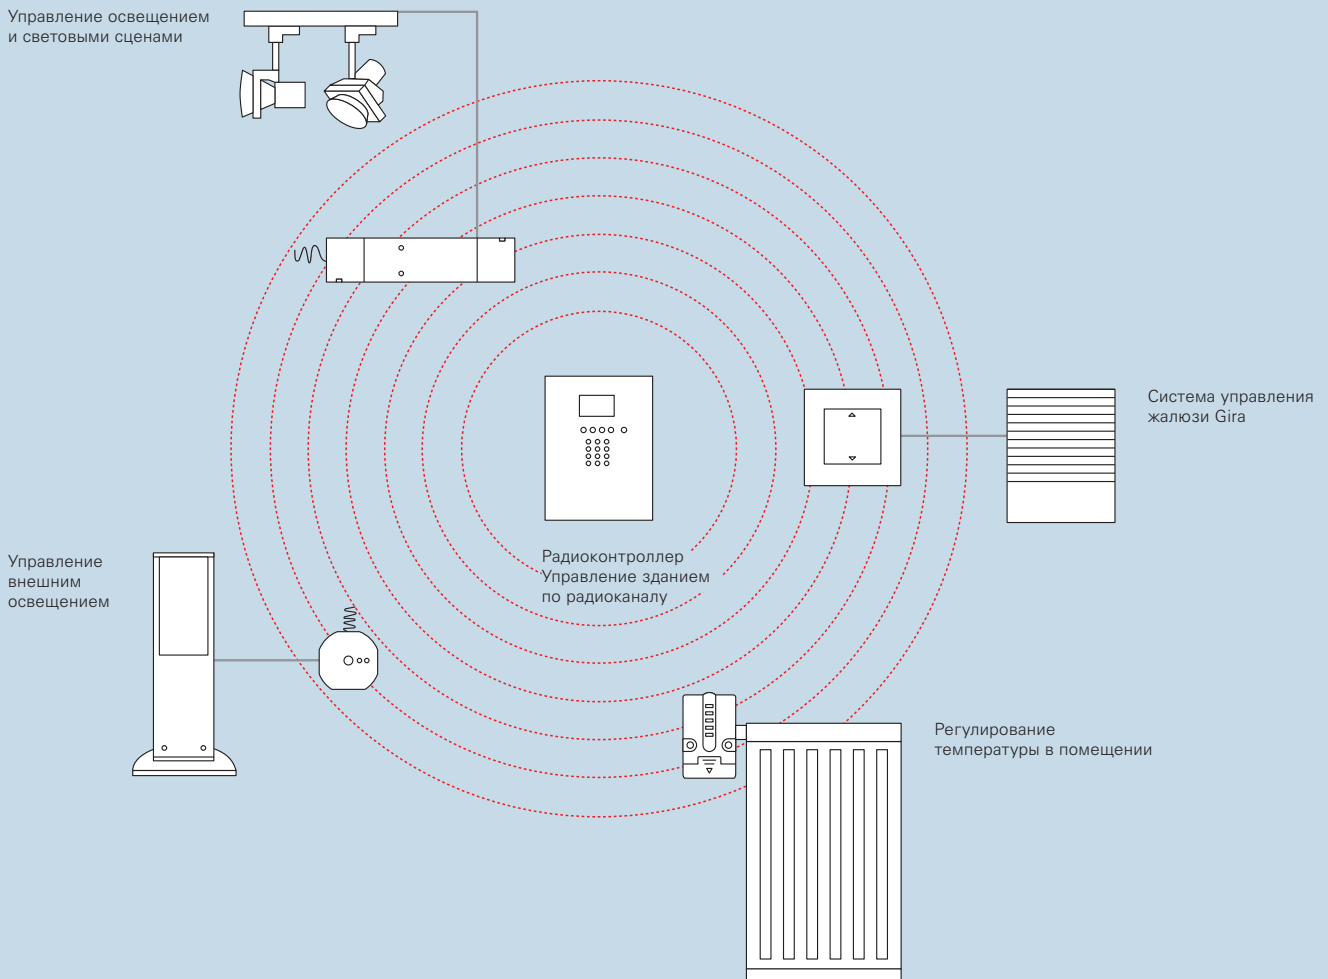 Управление освещением
и световыми сценами
Система управления
жалюзи Gira
Радиоконтроллер
Управление зданием
по радиоканалу
Управление
внешним
освещением
Регулирование
температуры в помещении